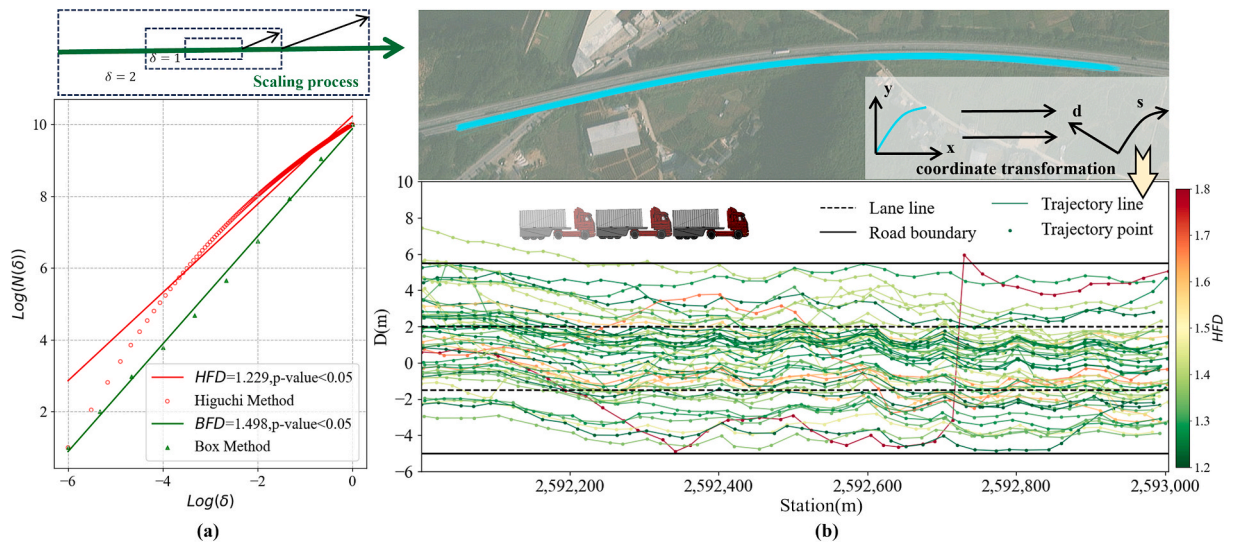 δ = 1
δ = 2
Scaling process
Log(N(δ))
10
8
6
4
2
HFD=1.229,p-value<0.05
Higuchi Method
BFD=1.498,p-value<0.05
Box Method
−6
−4
−2
0
Log(δ)
(a)
y
x
d
s
coordinate transformation
D(m)
10
8
6
4
2
0
−2
−4
−6
Lane line
Road boundary
Trajectory line
Trajectory point
2,592,200
2,592,400
2,592,600
2,592,800
2,593,000
Station(m)
1.8
1.7
1.6
1.5
1.4
1.3
1.2
HFD
(b)